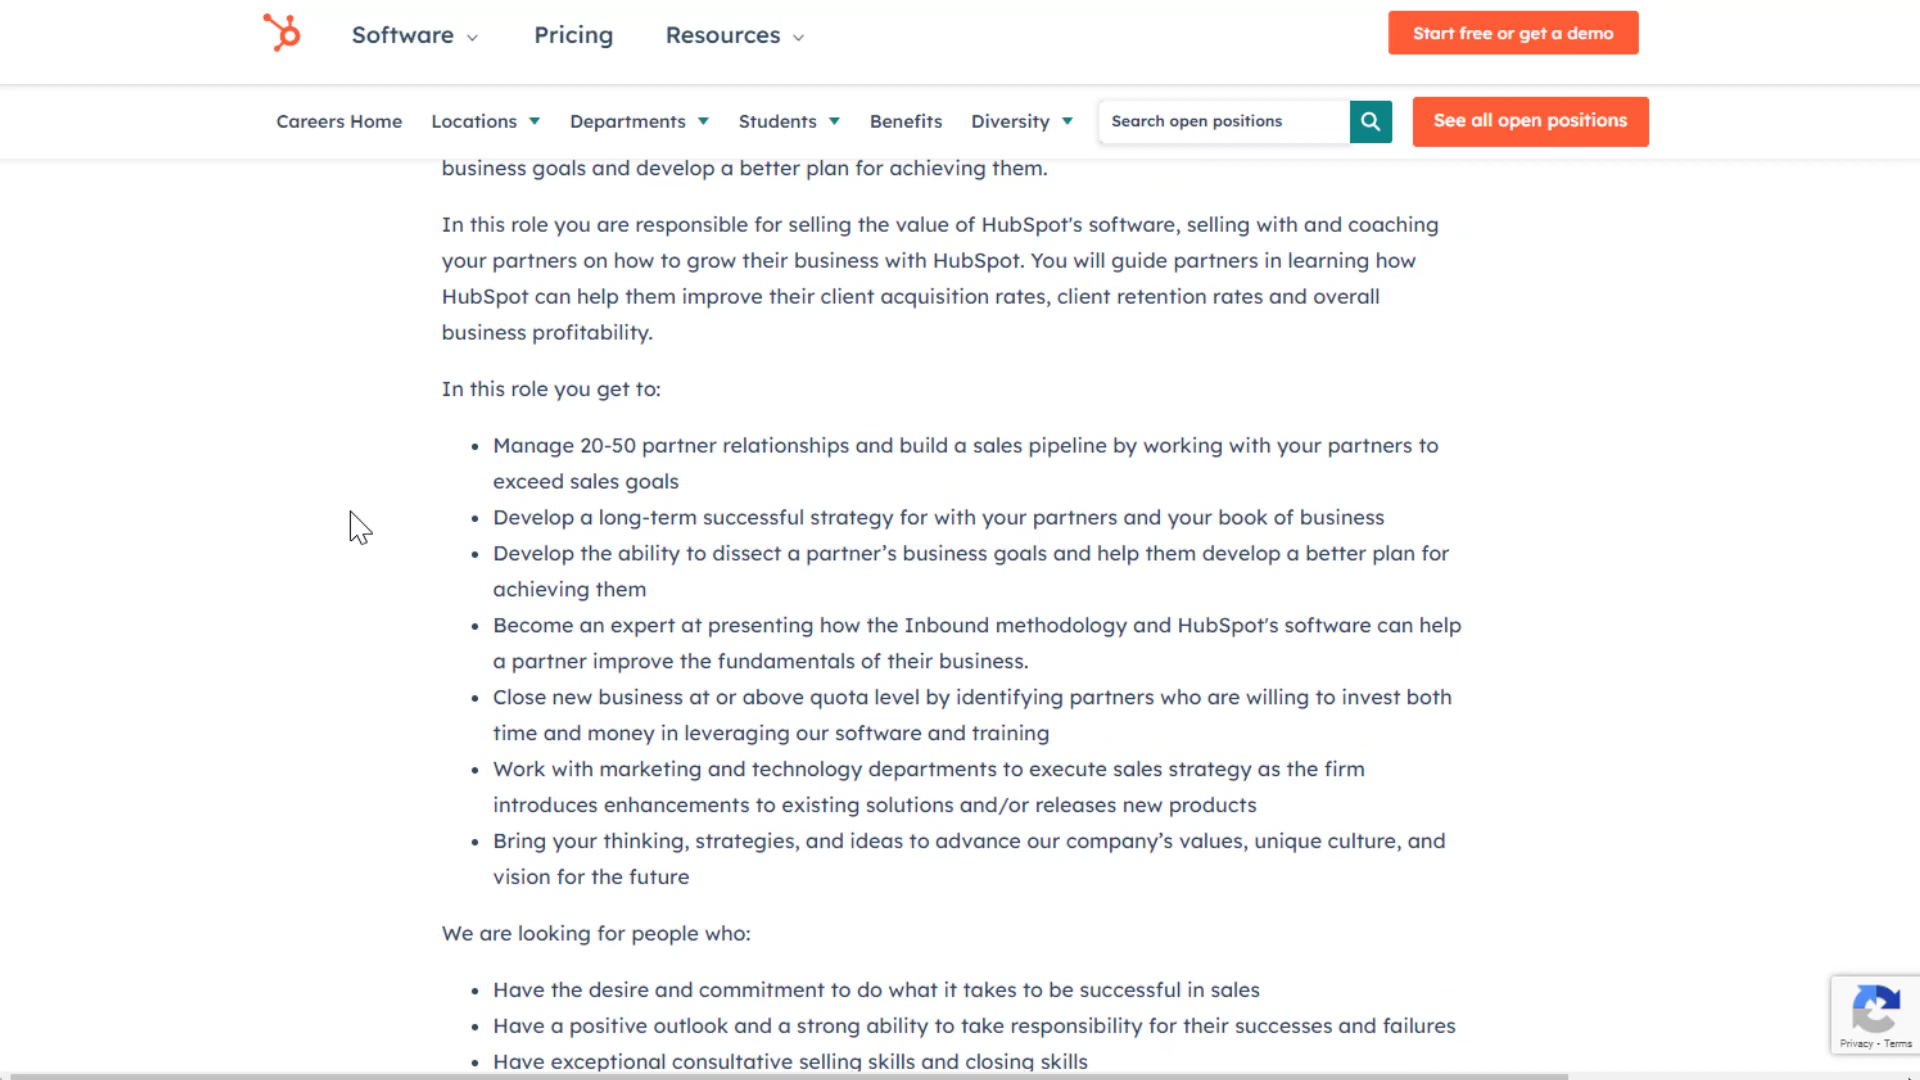 Software
Pricing
Resources
Start free or get a demo
Careers Home
Locations
Departments
Students
Benefits
Diversity
Search open positions
See all open positions
business goals and develop a better plan for achieving them.
In this role you are responsible for selling the value of HubSpot's software, selling with and coaching
your partners on how to grow their business with HubSpot. You will guide partners in learning how
HubSpot can help them improve their client acquisition rates, client retention rates and overall
business profitability.
In this role you get to:
• Manage 20-50 partner relationships and build a sales pipeline by working with your partners to
exceed sales goals
• Develop a long-term successful strategy for with your partners and your book of business
• Develop the ability to dissect a partner’s business goals and help them develop a better plan for
achieving them
• Become an expert at presenting how the Inbound methodology and HubSpot's software can help
a partner improve the fundamentals of their business.
• Close new business at or above quota level by identifying partners who are willing to invest both
time and money in leveraging our software and training
• Work with marketing and technology departments to execute sales strategy as the firm
introduces enhancements to existing solutions and/or releases new products
• Bring your thinking, strategies, and ideas to advance our company’s values, unique culture, and
vision for the future
We are looking for people who:
• Have the desire and commitment to do what it takes to be successful in sales
• Have a positive outlook and a strong ability to take responsibility for their successes and failures
• Have exceptional consultative selling skills and closing skills
Privacy - Terms